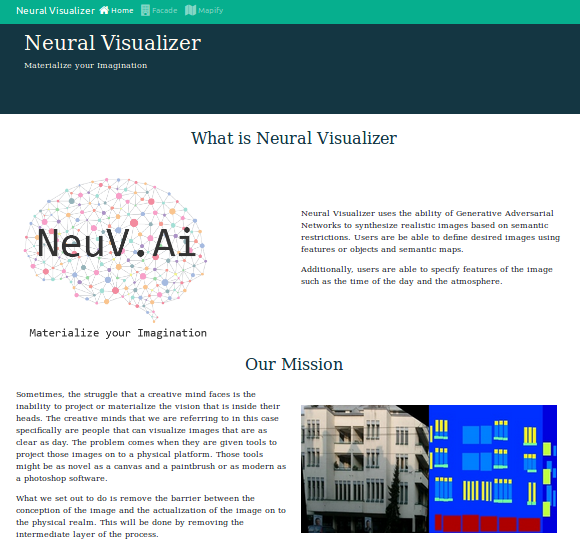 Neural Visualizer Home Facade Mapify
Neural Visualizer
Materialize your Imagination
What is Neural Visualizer
NeuV.Ai
Materialize your Imagination
Neural Visualizer uses the ability of Generative Adversarial
Networks to synthesize realistic images based on semantic
restrictions. Users are be able to define desired images using
features or objects and semantic maps.
Additionally, users are able to specify features of the image
such as the time of the day and the atmosphere.
Our Mission
Sometimes, the struggle that a creative mind faces is the
inability to project or materialize the vision that is inside their
heads. The creative minds that we are referring to in this case
specifically are people that can visualize images that are as
clear as day. The problem comes when they are given tools to
project those images on to a physical platform. Those tools
might be as novel as a canvas and a paintbrush or as modern as
a photoshop software.
What we set out to do is remove the barrier between the
conception of the image and the actualization of the image on to
the physical realm. This will be done by removing the
intermediate layer of the process.